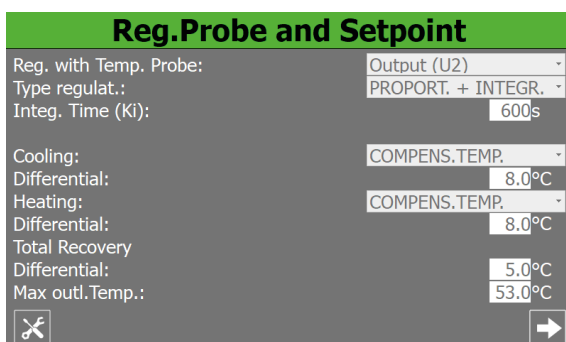 Reg.Probe and Setpoint
Reg. with Temp. Probe: Output (U2)
Type regulat.: PROPORT. + INTEGR.
Integ. Time (Ki): 600s
Cooling: COMPENS.TEMP.
Differential: 8.0°C
Heating: COMPENS.TEMP.
Differential: 8.0°C
Total Recovery
Differential: 5.0°C
Max outl.Temp.: 53.0°C